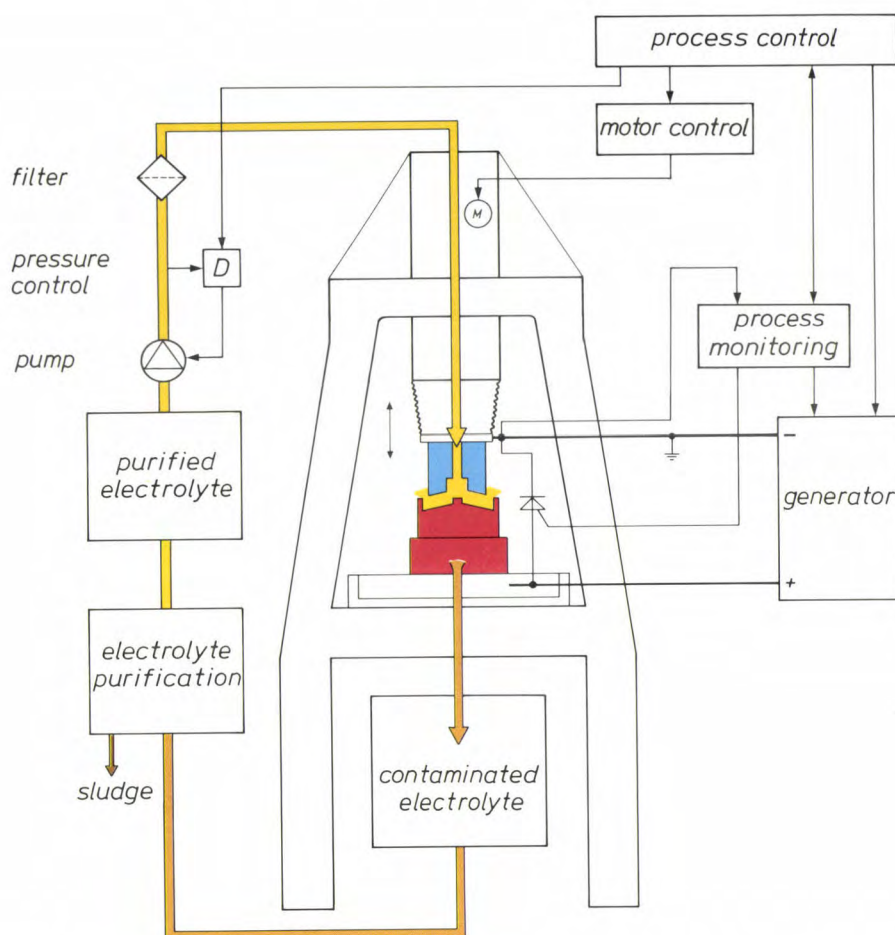 process control
motor control
filter
M
pressure
control
D
process
monitoring
pump
−
purified
electrolyte
generator
+
electrolyte
purification
contaminated
electrolyte
sludge